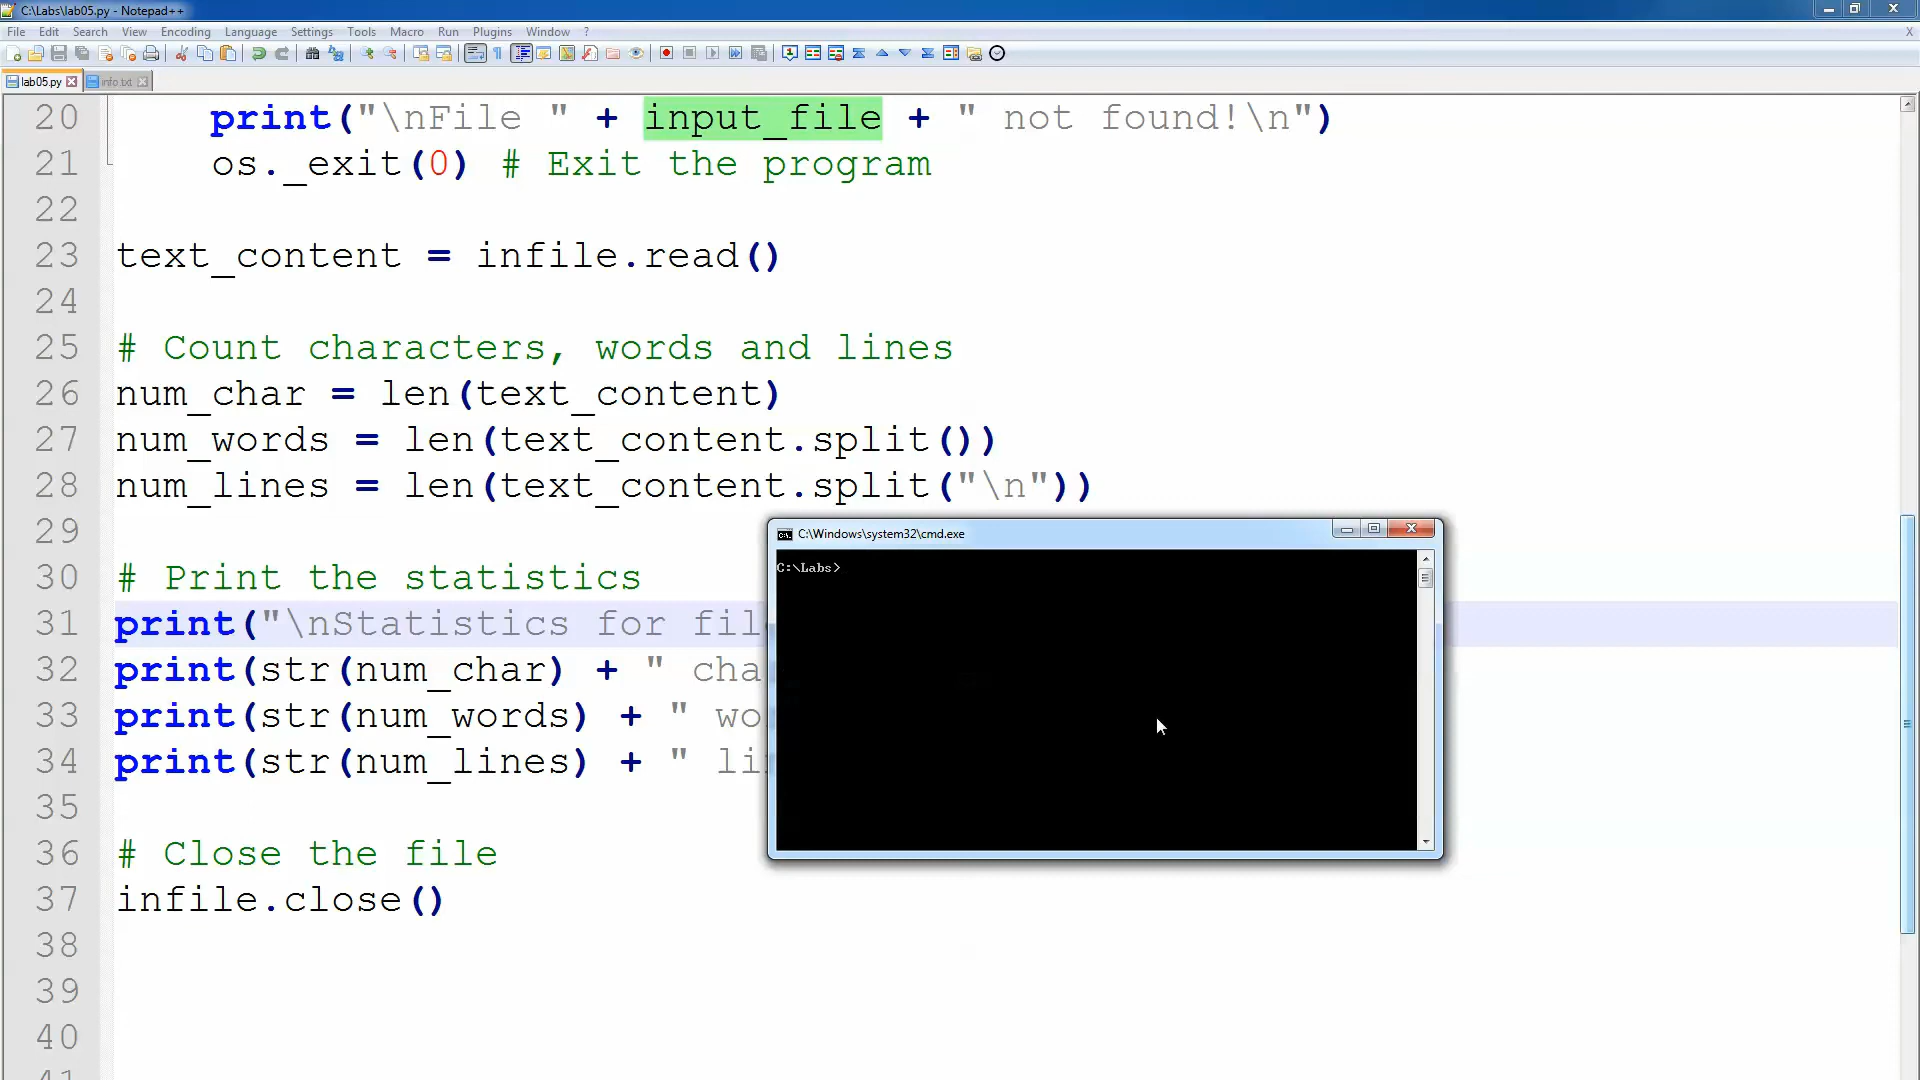 C:\Labs\lab05.py - Notepad++
File Edit Search View Encoding Language Settings Tools Macro Run Plugins Window ? X
lab05.py info.txt
20 print("\nFile " + input_file + " not found!\n")
21 os._exit(0) # Exit the program
22
23 text_content = infile.read()
24
25 # Count characters, words and lines
26 num_char = len(text_content)
27 num_words = len(text_content.split())
28 num_lines = len(text_content.split("\n"))
29
30 # Print the statistics
31 print("\nStatistics for fil
32 print(str(num_char) + " cha
33 print(str(num_words) + " wo
34 print(str(num_lines) + " li
35
36 # Close the file
37 infile.close()
38
39
40
41
C:\Windows\system32\cmd.exe
C:\Labs>